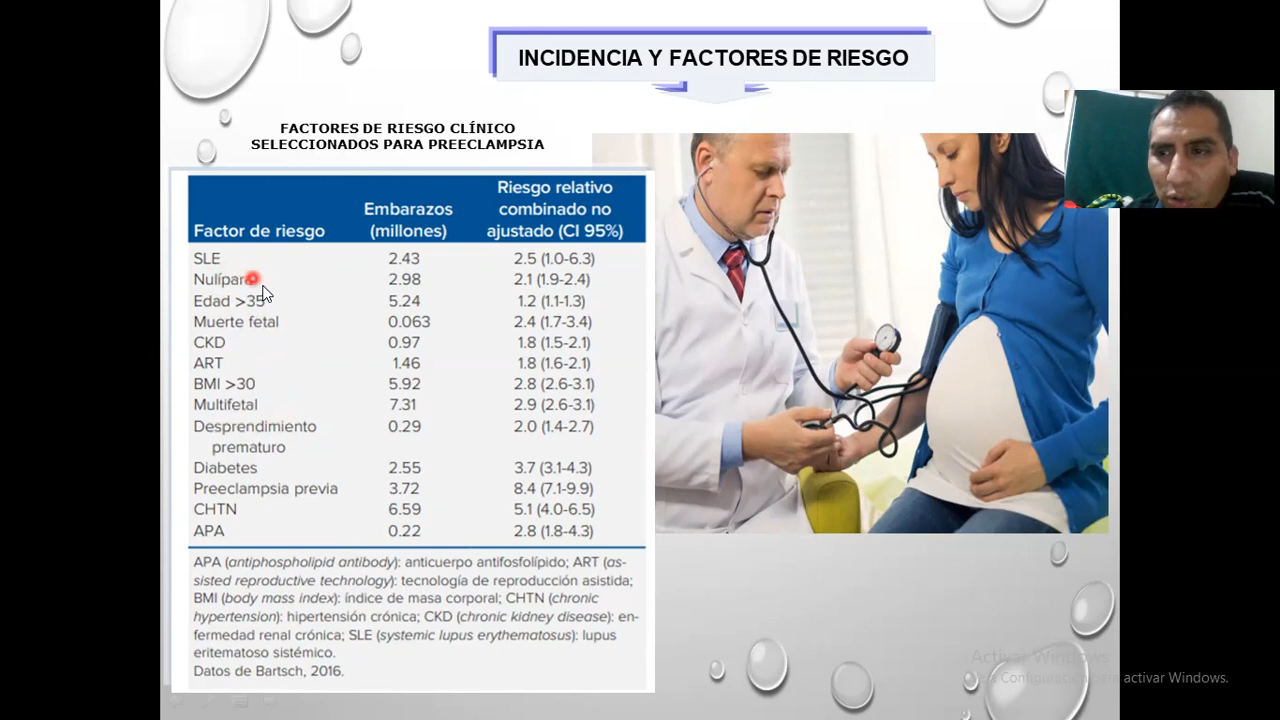 INCIDENCIA Y FACTORES DE RIESGO
FACTORES DE RIESGO CLÍNICO
SELECCIONADOS PARA PREECLAMPSIA
Factor de riesgo Embarazos (millones) Riesgo relativo combinado no ajustado (CI 95%)
SLE 2.43 2.5 (1.0-6.3)
Nulípar 2.98 2.1 (1.9-2.4)
Edad >35 5.24 1.2 (1.1-1.3)
Muerte fetal 0.063 2.4 (1.7-3.4)
CKD 0.97 1.8 (1.5-2.1)
ART 1.46 1.8 (1.6-2.1)
BMI >30 5.92 2.8 (2.6-3.1)
Multifetal 7.31 2.9 (2.6-3.1)
Desprendimiento 0.29 2.0 (1.4-2.7)
prematuro
Diabetes 2.55 3.7 (3.1-4.3)
Preeclampsia previa 3.72 8.4 (7.1-9.9)
CHTN 6.59 5.1 (4.0-6.5)
APA 0.22 2.8 (1.8-4.3)
APA (antiphospholipid antibody): anticuerpo antifosfolípido; ART (as-
sisted reproductive technology): tecnología de reproducción asistida;
BMI (body mass index): índice de masa corporal; CHTN (chronic
hypertension): hipertensión crónica; CKD (chronic kidney disease): en-
fermedad renal crónica; SLE (systemic lupus erythematosus): lupus
eritematoso sistémico.
Datos de Bartsch, 2016.
Activar Windows
Configuración para activar Windows.